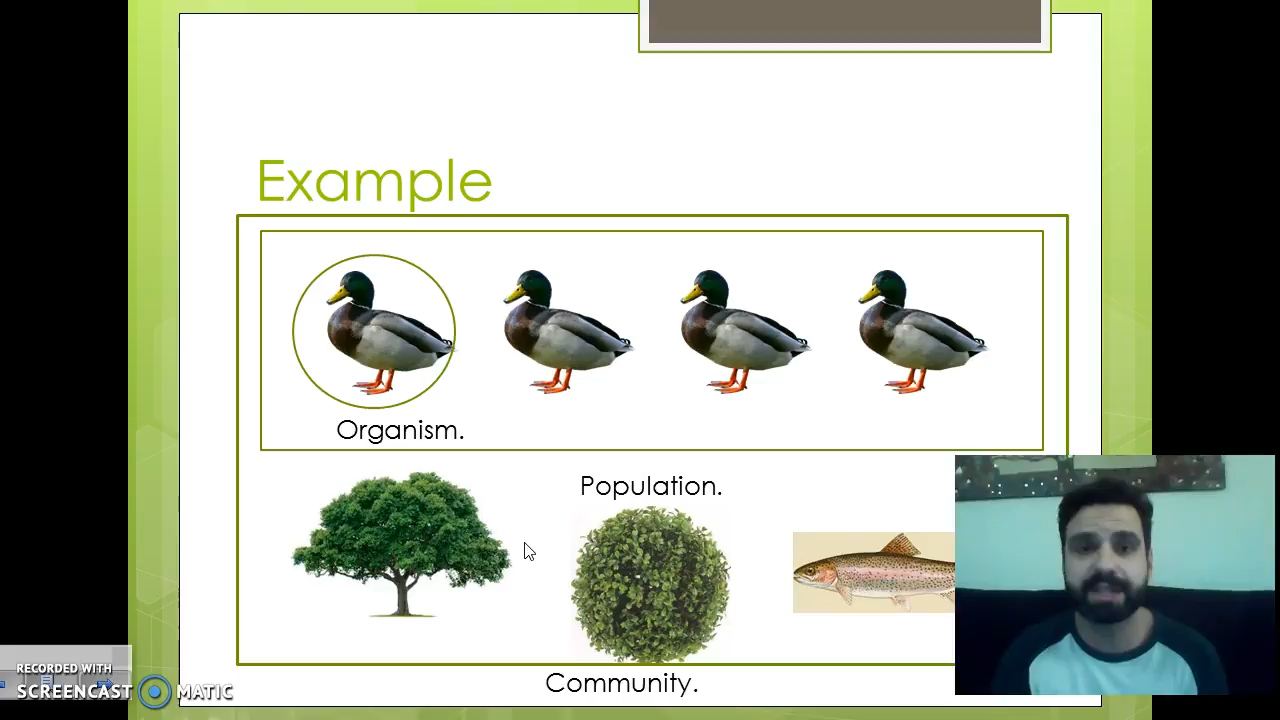 Example
Organism.
Population.
Community.
RECORDED WITH
SCREENCAST MATIC